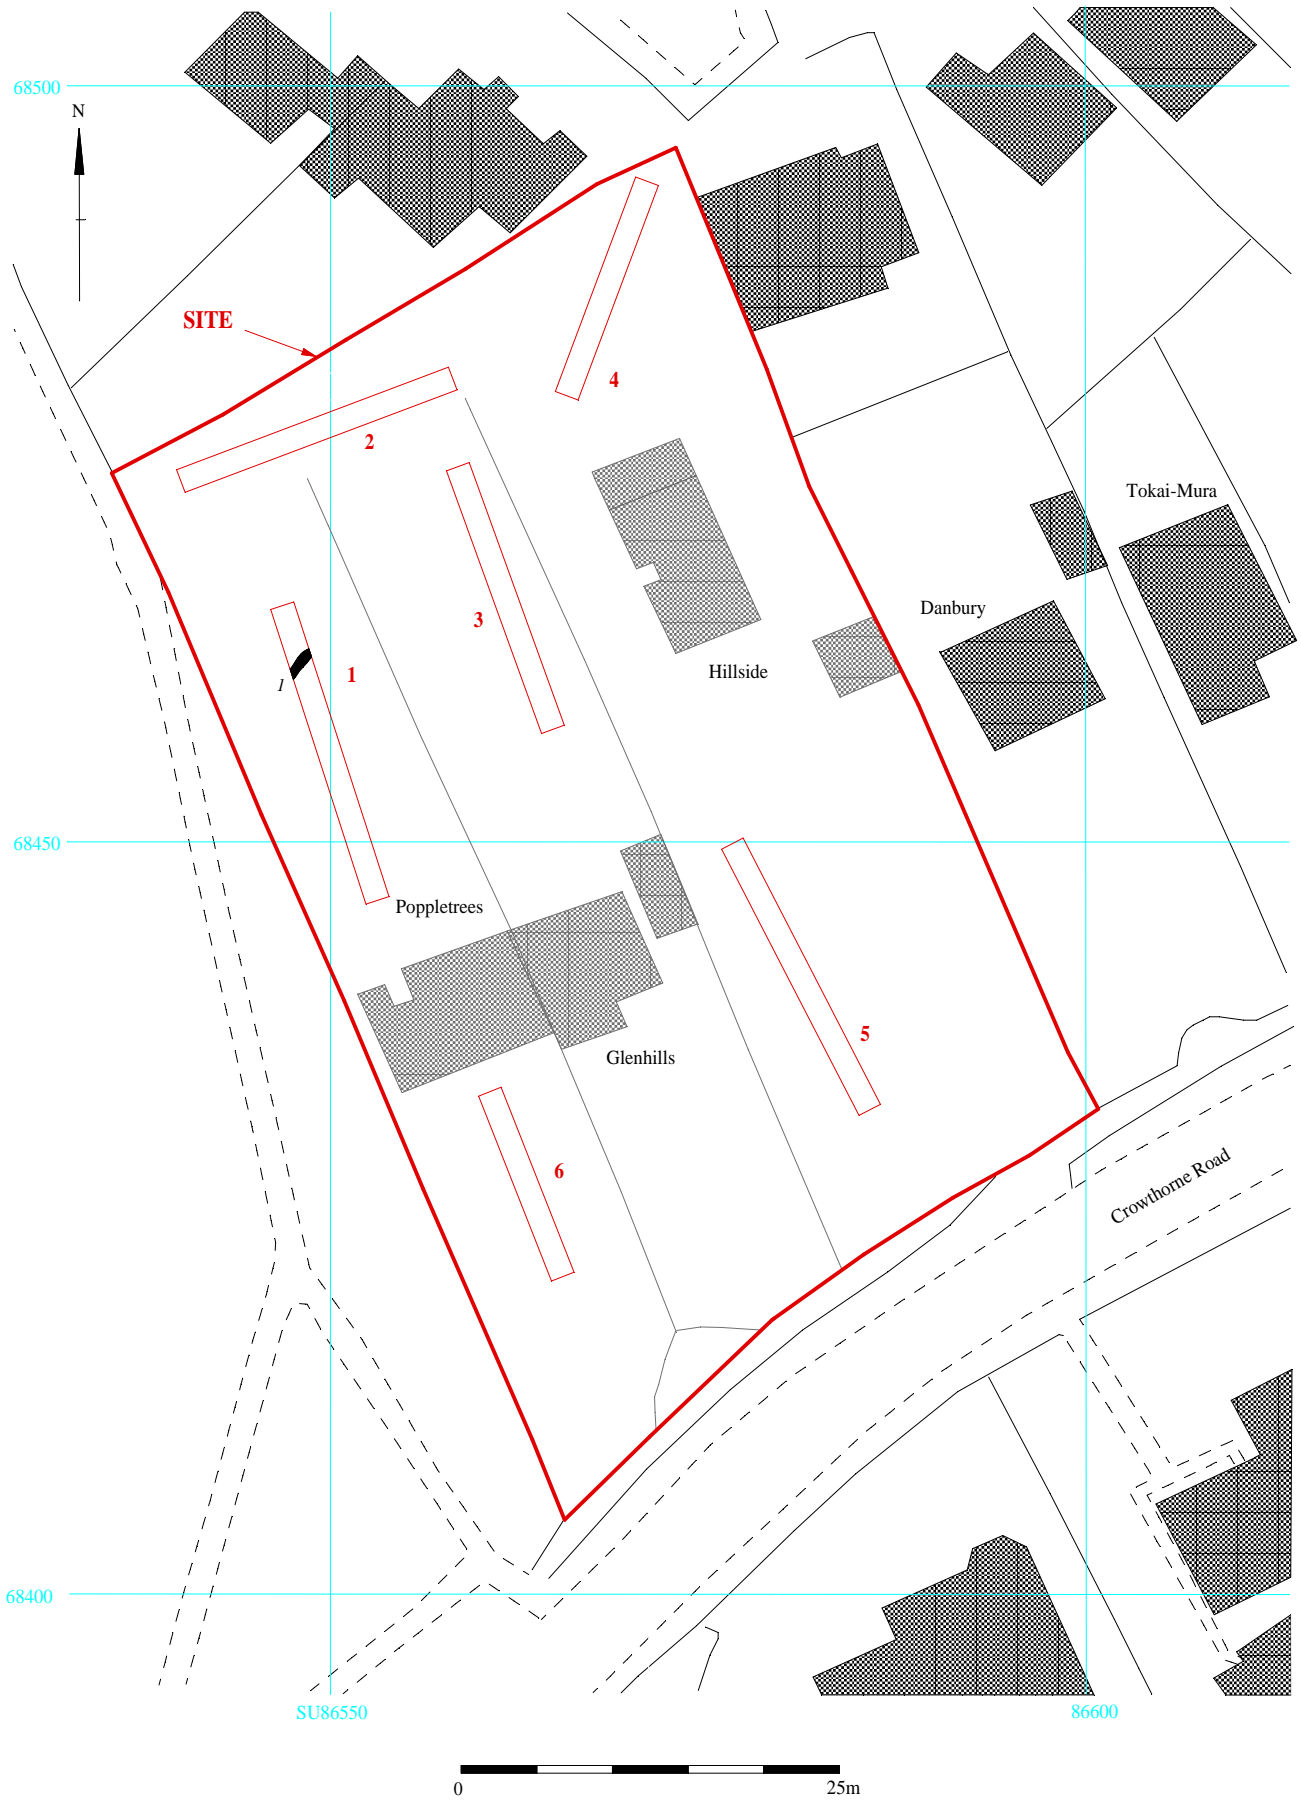 68500
N
SITE
4
2
Tokai-Mura
Danbury
3
Hillside
1
1
68450
Poppletrees
5
Glenhills
6
Crowthorne Road
68400
SU86550
86600
0
25m